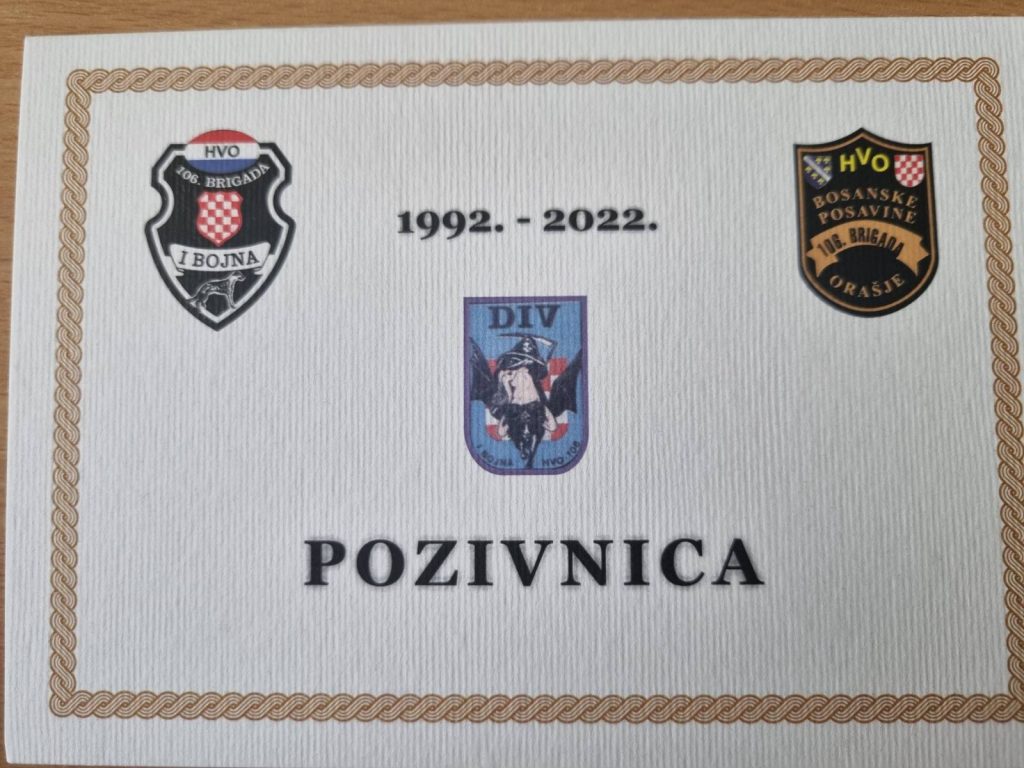 HVO
106. BRIGADA
I BOJNA
1992. - 2022.
HVO
BOSANSKE
POSAVINE
106. BRIGADA
ORAŠJE
DIV
I BOJNA HVO-106
POZIVNICA